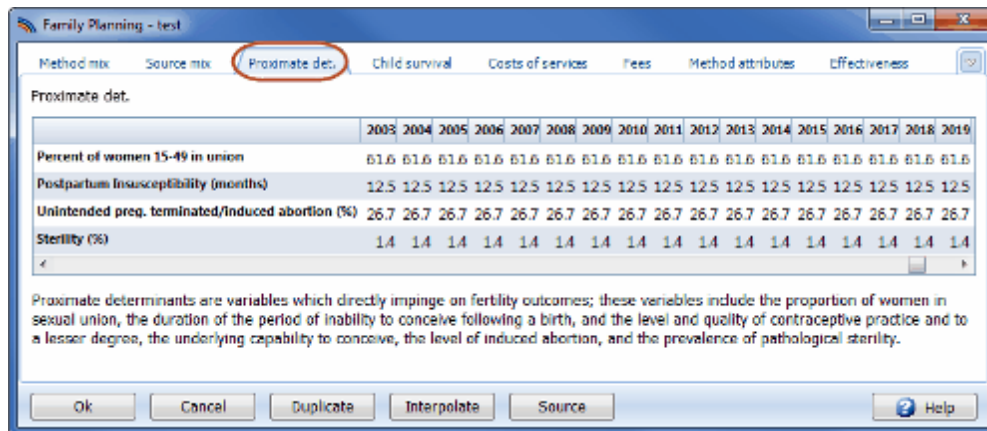 Family Planning - test
Method mix Source mix Proximate det. Child survival Costs of services Fees Method attributes Effectiveness
Proximate det.
2003 2004 2005 2006 2007 2008 2009 2010 2011 2012 2013 2014 2015 2016 2017 2018 2019
Percent of women 15-49 in union 61.6 61.6 61.6 61.6 61.6 61.6 61.6 61.6 61.6 61.6 61.6 61.6 61.6 61.6 61.6 61.6 61.6
Postpartum Insusceptibility (months) 12.5 12.5 12.5 12.5 12.5 12.5 12.5 12.5 12.5 12.5 12.5 12.5 12.5 12.5 12.5 12.5 12.5
Unintended preg. terminated/induced abortion (%) 26.7 26.7 26.7 26.7 26.7 26.7 26.7 26.7 26.7 26.7 26.7 26.7 26.7 26.7 26.7 26.7 26.7
Sterility (%) 1.4 1.4 1.4 1.4 1.4 1.4 1.4 1.4 1.4 1.4 1.4 1.4 1.4 1.4 1.4 1.4 1.4
Proximate determinants are variables which directly impinge on fertility outcomes; these variables include the proportion of women in
sexual union, the duration of the period of inability to conceive following a birth, and the level and quality of contraceptive practice and to
a lesser degree, the underlying capability to conceive, the level of induced abortion, and the prevalence of pathological sterility.
Ok Cancel Duplicate Interpolate Source Help